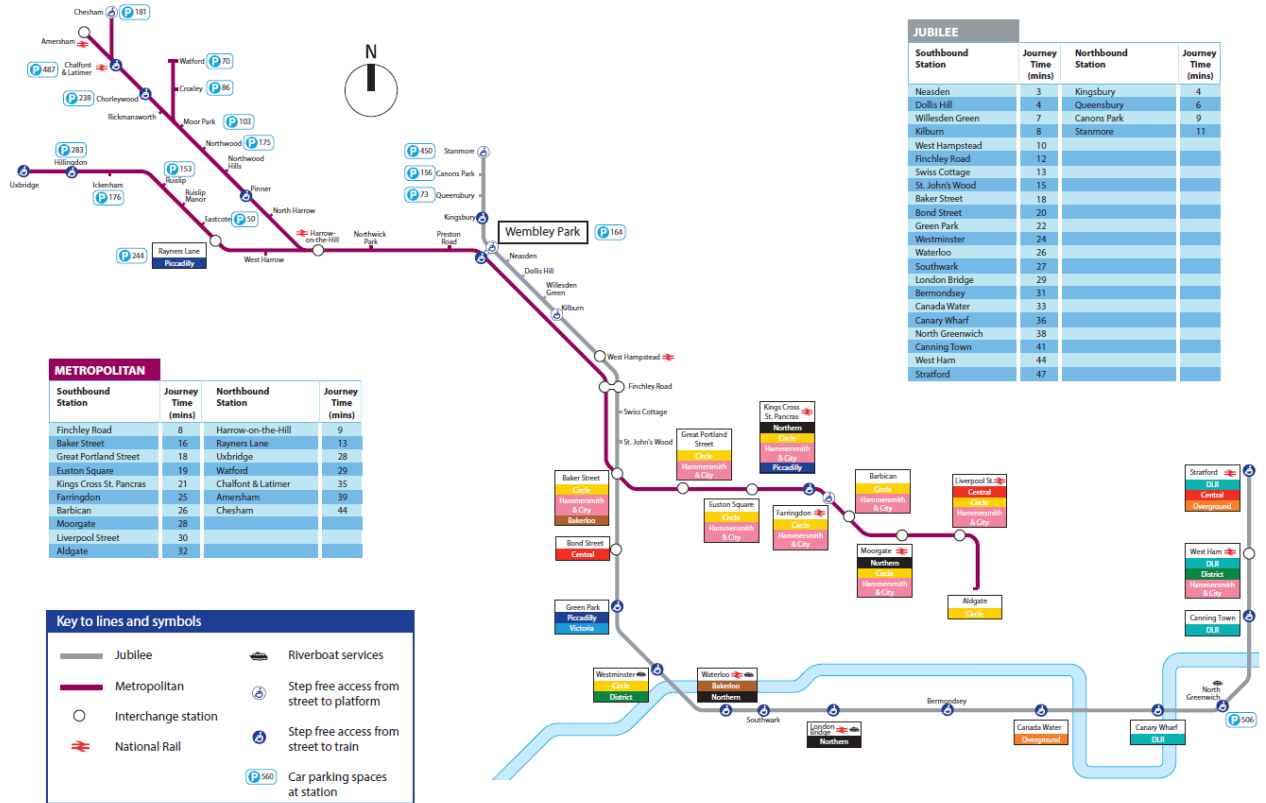 Chesham
181
Amersham
487
Chalfont
& Latimer
Watford
70
Croxley
86
238
Chorleywood
Rickmansworth
Moor Park
103
Northwood
175
Northwood
Hills
283
Hillingdon
Uxbridge
Ickenham
176
153
Ruislip
Ruislip
Manor
Eastcote
50
Pinner
North Harrow
244
Rayners Lane
Piccadilly
West Harrow
Harrow-
on-the-Hill
Northwick
Park
Preston
Road
N
450
Stanmore
156
Canons Park
73
Queensbury
Kingsbury
Wembley Park
164
Neasden
Dollis Hill
Willesden
Green
Kilburn
West Hampstead
Finchley Road
Swiss Cottage
St. John's Wood
JUBILEE
Southbound Station Journey Time (mins) Northbound Station Journey Time (mins)
Neasden 3 Kingsbury 4
Dollis Hill 4 Queensbury 6
Willesden Green 7 Canons Park 9
Kilburn 8 Stanmore 11
West Hampstead 10
Finchley Road 12
Swiss Cottage 13
St. John's Wood 15
Baker Street 18
Bond Street 20
Green Park 22
Westminster 24
Waterloo 26
Southwark 27
London Bridge 29
Bermondsey 31
Canada Water 33
Canary Wharf 36
North Greenwich 38
Canning Town 41
West Ham 44
Stratford 47
METROPOLITAN
Southbound Station Journey Time (mins) Northbound Station Journey Time (mins)
Finchley Road 8 Harrow-on-the-Hill 9
Baker Street 16 Rayners Lane 13
Great Portland Street 18 Uxbridge 28
Euston Square 19 Watford 29
Kings Cross St. Pancras 21 Chalfont & Latimer 35
Farringdon 25 Amersham 39
Barbican 26 Chesham 44
Moorgate 28
Liverpool Street 30
Aldgate 32
Baker Street
Circle
Hammersmith
& City
Bakerloo
Great Portland
Street
Circle
Hammersmith
& City
Euston Square
Circle
Hammersmith
& City
Kings Cross
St. Pancras
Northern
Circle
Hammersmith
& City
Piccadilly
Farringdon
Circle
Hammersmith
& City
Barbican
Circle
Hammersmith
& City
Moorgate
Northern
Circle
Hammersmith
& City
Liverpool St.
Central
Circle
Hammersmith
& City
Aldgate
Circle
Bond Street
Central
Green Park
Piccadilly
Victoria
Westminster
Circle
District
Waterloo
Bakerloo
Northern
Southwark
London
Bridge
Northern
Bermondsey
Canada Water
Overground
Canary Wharf
DLR
North
Greenwich
506
Canning Town
DLR
West Ham
DLR
District
Hammersmith
& City
Stratford
DLR
Central
Overground
Key to lines and symbols
Jubilee
Metropolitan
Interchange station
National Rail
Riverboat services
Step free access from
street to platform
Step free access from
street to train
560
Car parking spaces
at station